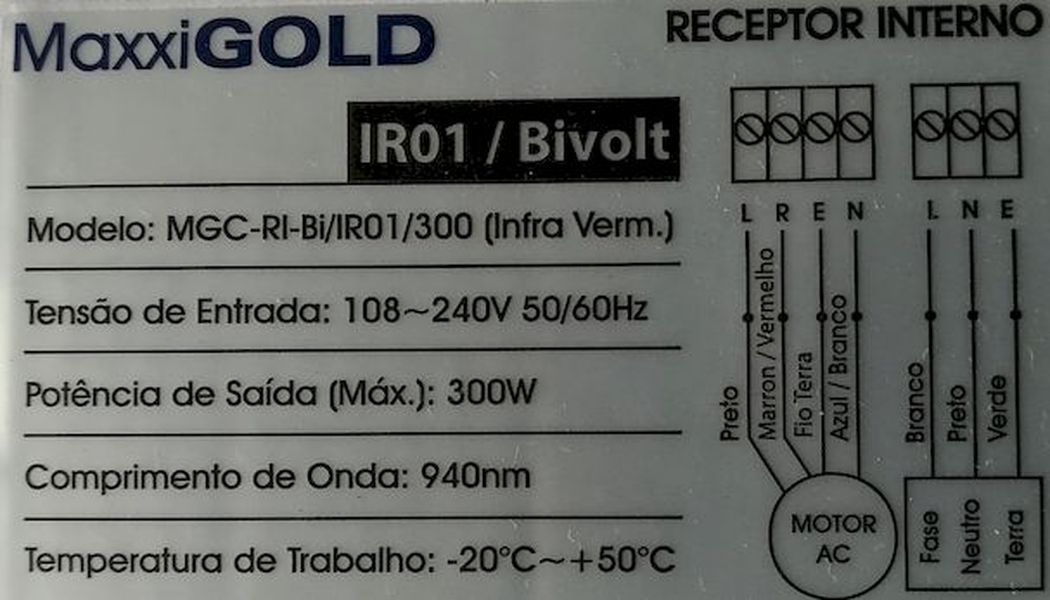 MaxxiGOLD
RECEPTOR INTERNO
IR01 / Bivolt
Modelo: MGC-RI-Bi/IR01/300 (Infra Verm.)
Tensão de Entrada: 108~240V 50/60Hz
Potência de Saída (Máx.): 300W
Comprimento de Onda: 940nm
Temperatura de Trabalho: -20°C~+50°C
L R E N
L N E
Preto
Marron / Vermelho
Fio Terra
Azul / Branco
Branco
Preto
Verde
MOTOR
AC
Fase
Neutro
Terra